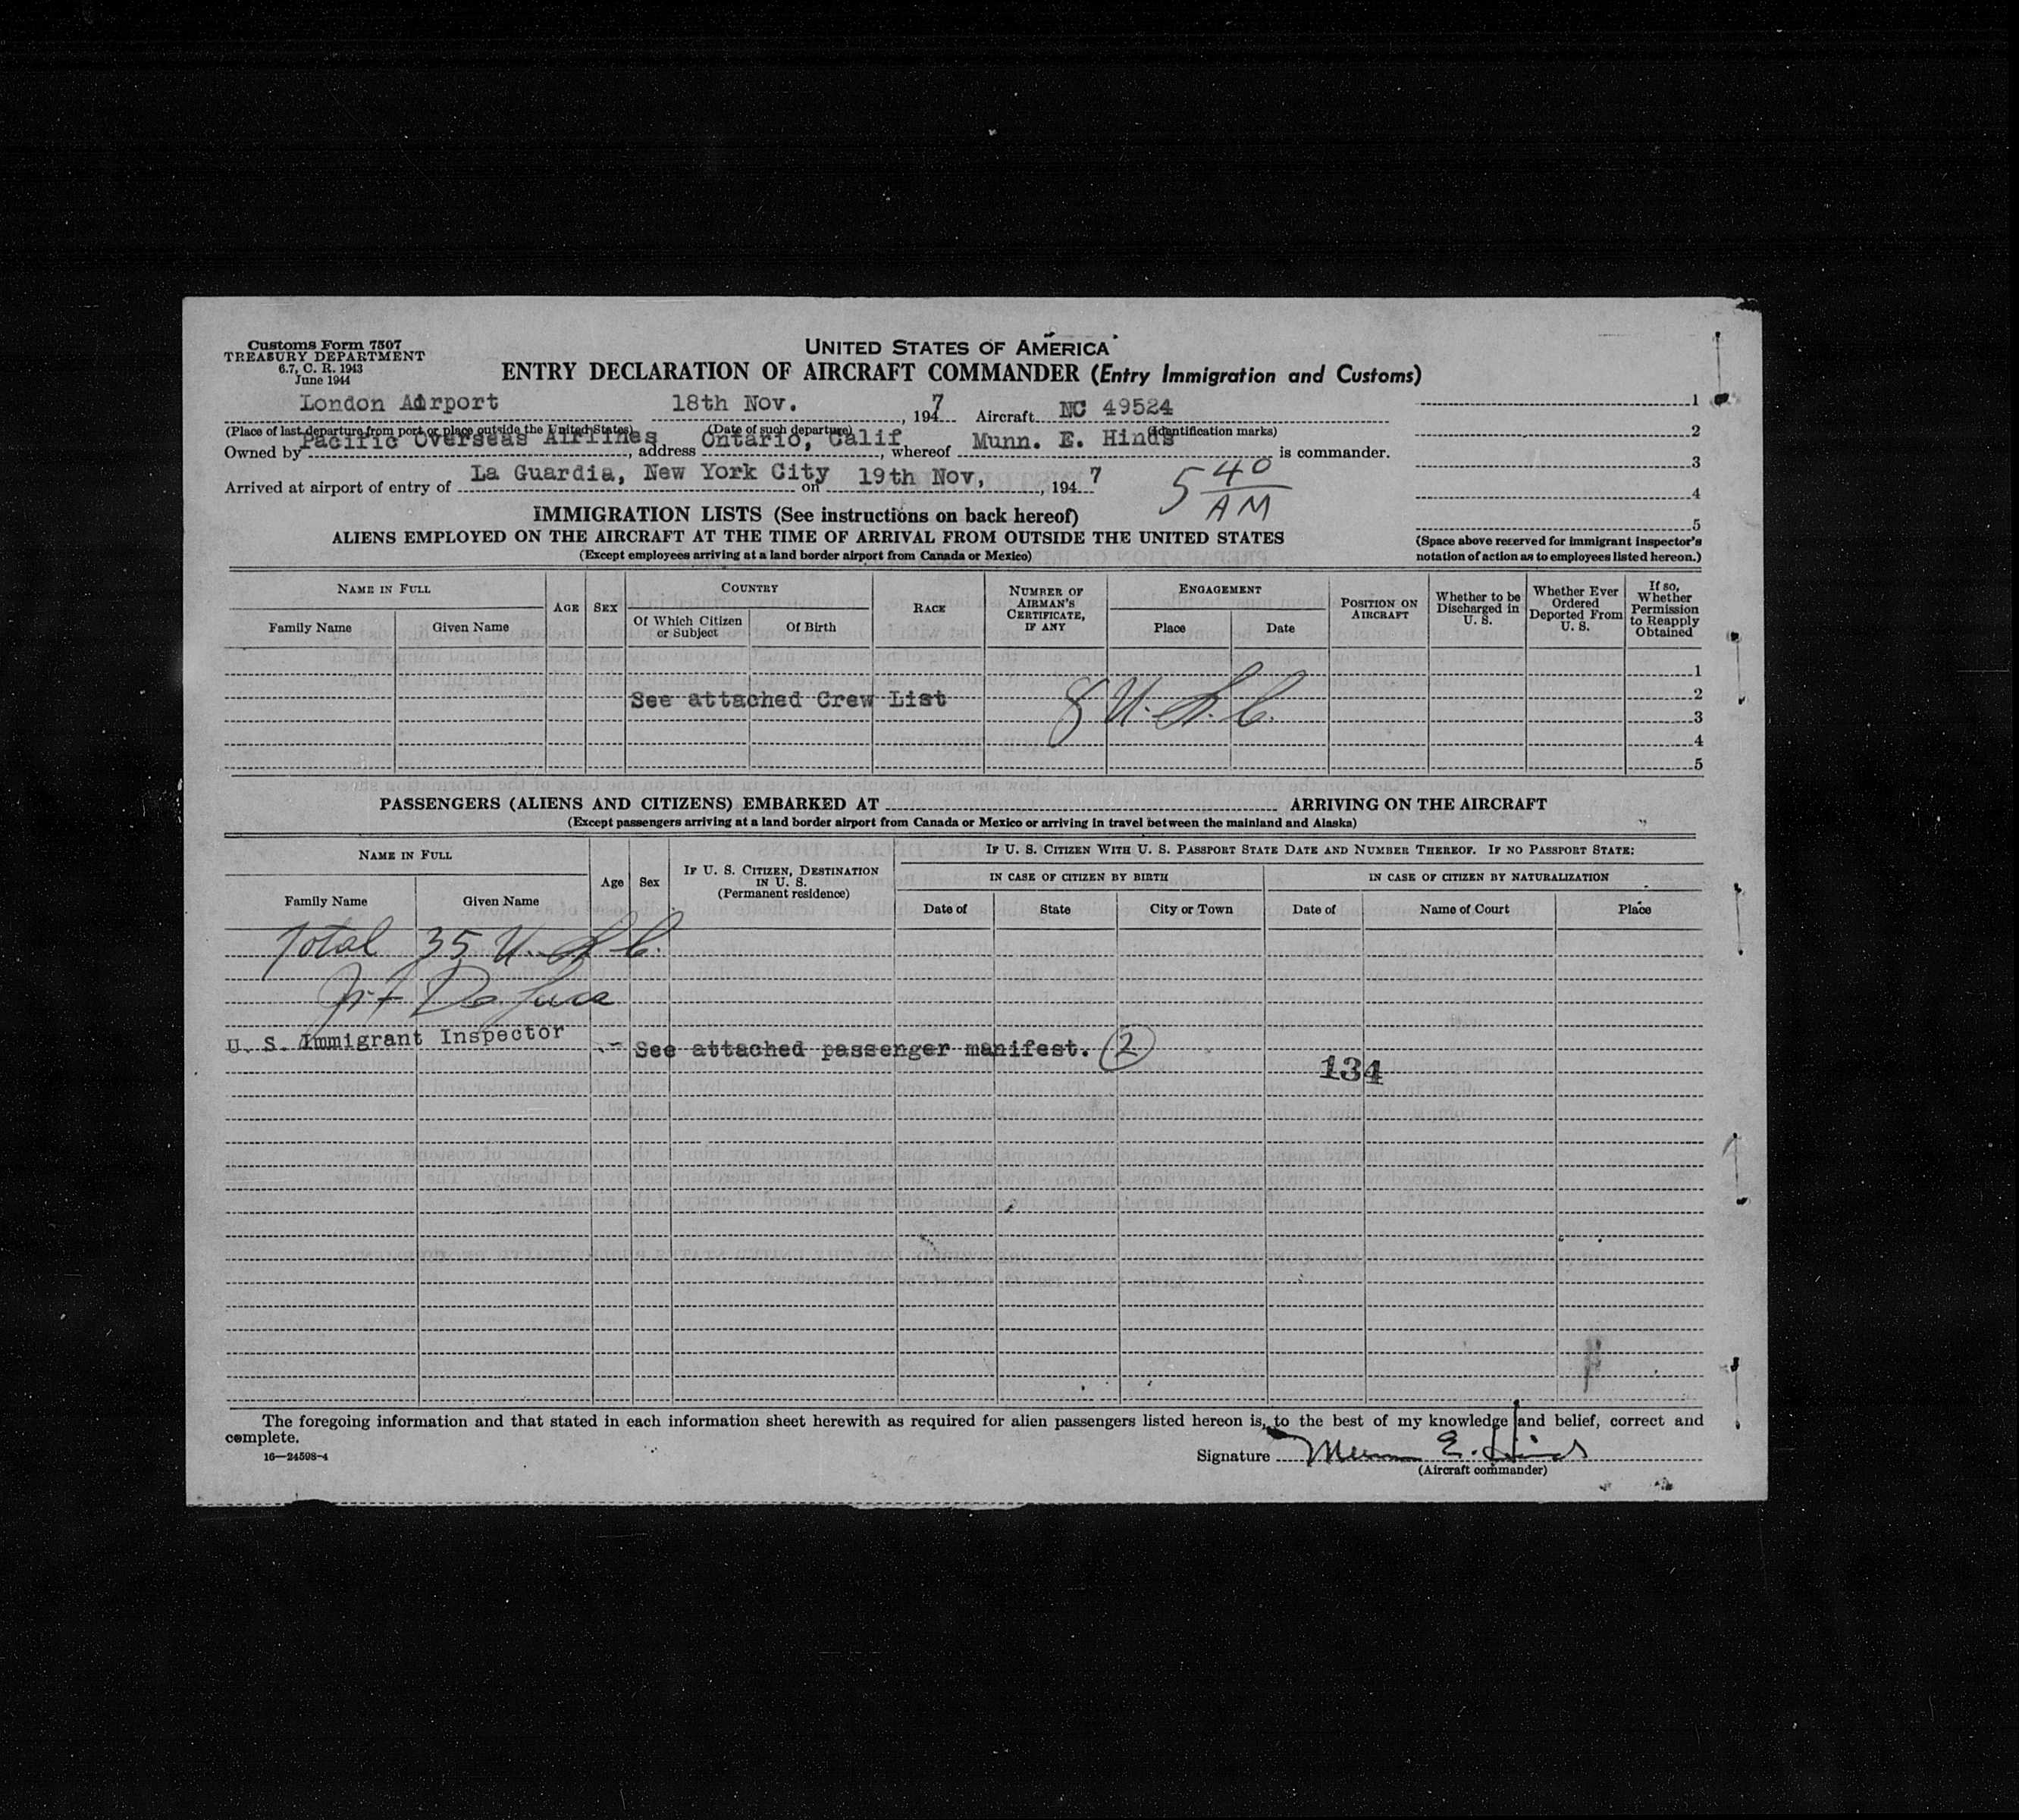 Customs Form 7507
TREASURY DEPARTMENT
6.7, C. R. 1943
June 1944
UNITED STATES OF AMERICA
ENTRY DECLARATION OF AIRCRAFT COMMANDER (Entry Immigration and Customs)
London Airport 18th Nov. , 1947 Aircraft NC 49524
(Place of last departure from port or place outside the United States) (Date of such departure) (Identification marks)
Owned by Pacific Overseas Airlines, address Ontario, Calif, whereof Munn. E. Hinds is commander.
Arrived at airport of entry of La Guardia, New York City on 19th Nov, , 1947
5 40 AM
1
2
3
4
5
(Space above reserved for immigrant inspector's
notation of action as to employees listed hereon.)
IMMIGRATION LISTS (See instructions on back hereof)
ALIENS EMPLOYED ON THE AIRCRAFT AT THE TIME OF ARRIVAL FROM OUTSIDE THE UNITED STATES
(Except employees arriving at a land border airport from Canada or Mexico)
NAME IN FULL
Family Name
Given Name
AGE
SEX
COUNTRY
Of Which Citizen
or Subject
Of Birth
RACE
NUMBER OF
AIRMAN'S
CERTIFICATE,
IF ANY
ENGAGEMENT
Place
Date
POSITION ON
AIRCRAFT
Whether to be
Discharged in
U. S.
Whether Ever
Ordered
Deported From
U. S.
If so,
Whether
Permission
to Reapply
Obtained
1
See attached Crew List 8 U.S.C. 2
3
4
5
PASSENGERS (ALIENS AND CITIZENS) EMBARKED AT ARRIVING ON THE AIRCRAFT
(Except passengers arriving at a land border airport from Canada or Mexico or arriving in travel between the mainland and Alaska)
NAME IN FULL
Family Name
Given Name
Age
Sex
IF U. S. CITIZEN, DESTINATION
IN U. S.
(Permanent residence)
IF U. S. CITIZEN WITH U. S. PASSPORT STATE DATE AND NUMBER THEREOF. IF NO PASSPORT STATE:
IN CASE OF CITIZEN BY BIRTH
IN CASE OF CITIZEN BY NATURALIZATION
Date of
State
City or Town
Date of
Name of Court
Place
Total 35 U.S.C.
U. S. Immigrant Inspector
See attached passenger manifest. 2
134
The foregoing information and that stated in each information sheet herewith as required for alien passengers listed hereon is, to the best of my knowledge and belief, correct and
complete.
16—24598-4
Signature Munn E. Hinds
(Aircraft commander)